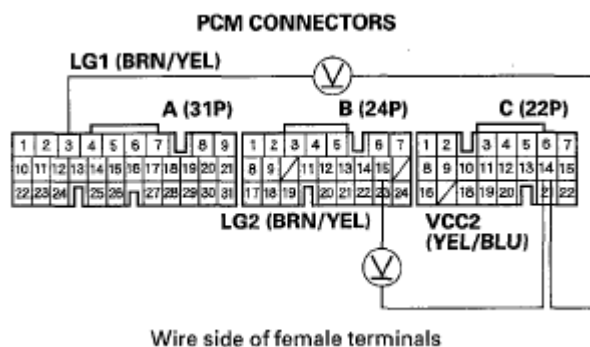 PCM CONNECTORS
LG1 (BRN/YEL)
V
A (31P) B (24P) C (22P)
1 2 3 4 5 6 7 8 9 1 2 3 4 5 6 7 1 2 3 4 5 6 7
10 11 12 13 14 15 16 17 18 19 20 21 8 9 11 12 13 14 15 8 9 10 11 12 13 14 15
22 23 24 25 26 27 28 29 30 31 17 18 19 20 21 22 23 24 16 18 19 20 21 22
LG2 (BRN/YEL) VCC2
(YEL/BLU)
V
Wire side of female terminals